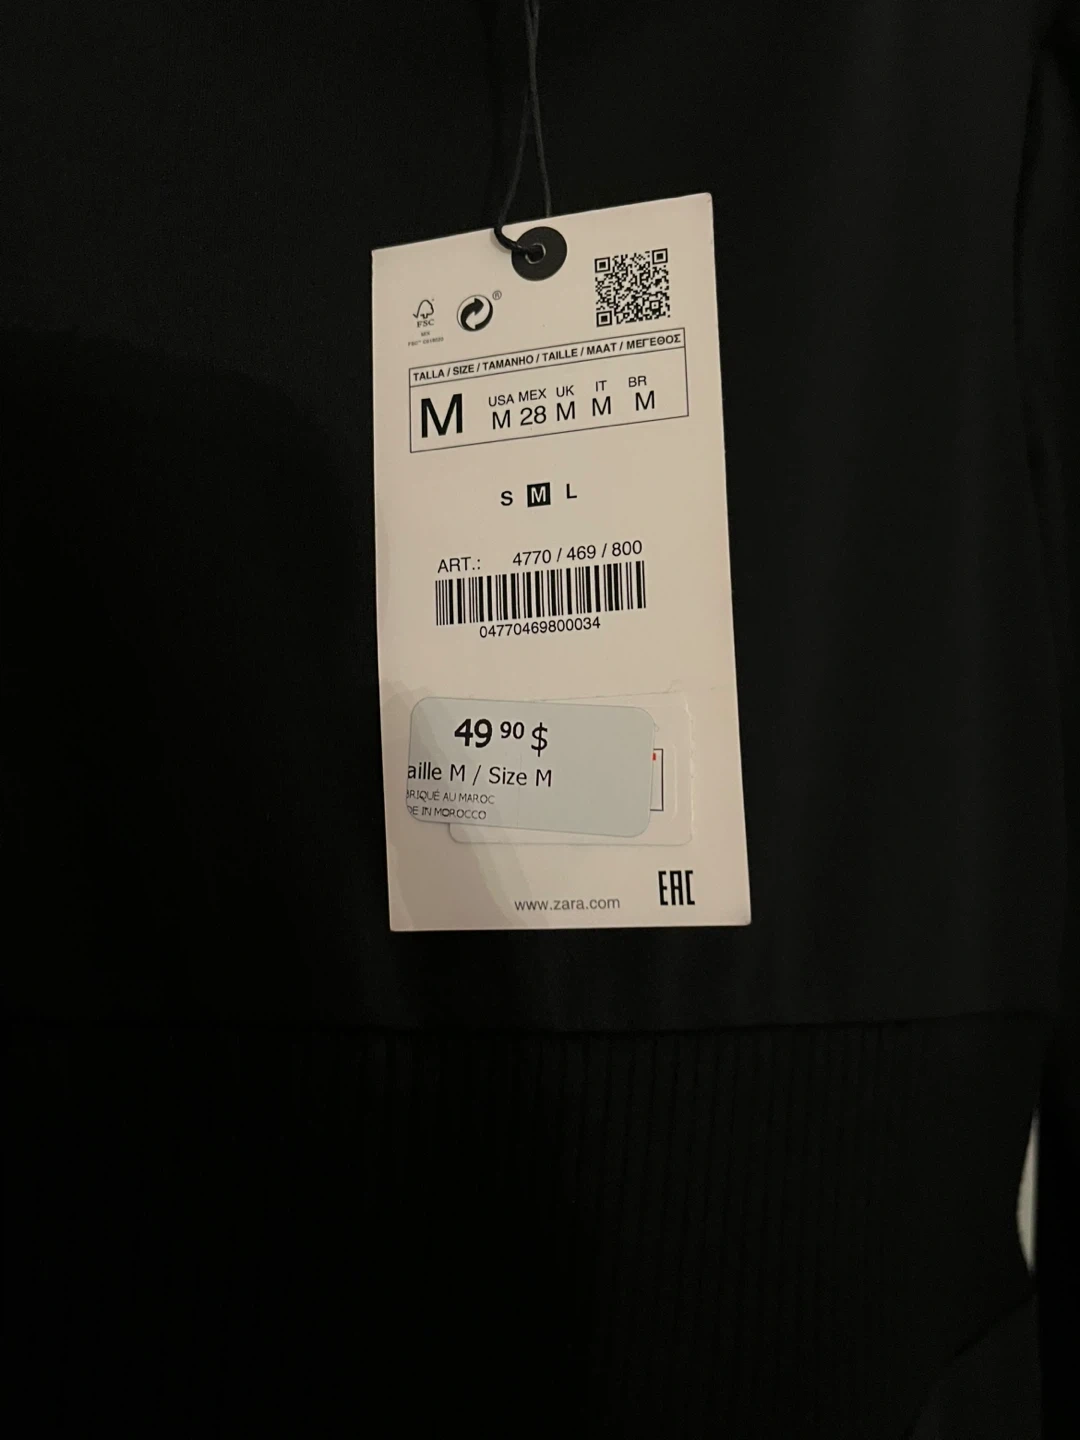 ®
FSC
TALLA / SIZE / TAMANHO / TAILLE / MAAT / ΜΕΓΕΘΟΣ
M
USA MEX UK IT BR
M 28 M M M
S M L
ART.: 4770 / 469 / 800
04770469800034
49 90 $
aille M / Size M
BRIQUÉ AU MAROC
DE IN MOROCCO
www.zara.com
EAC